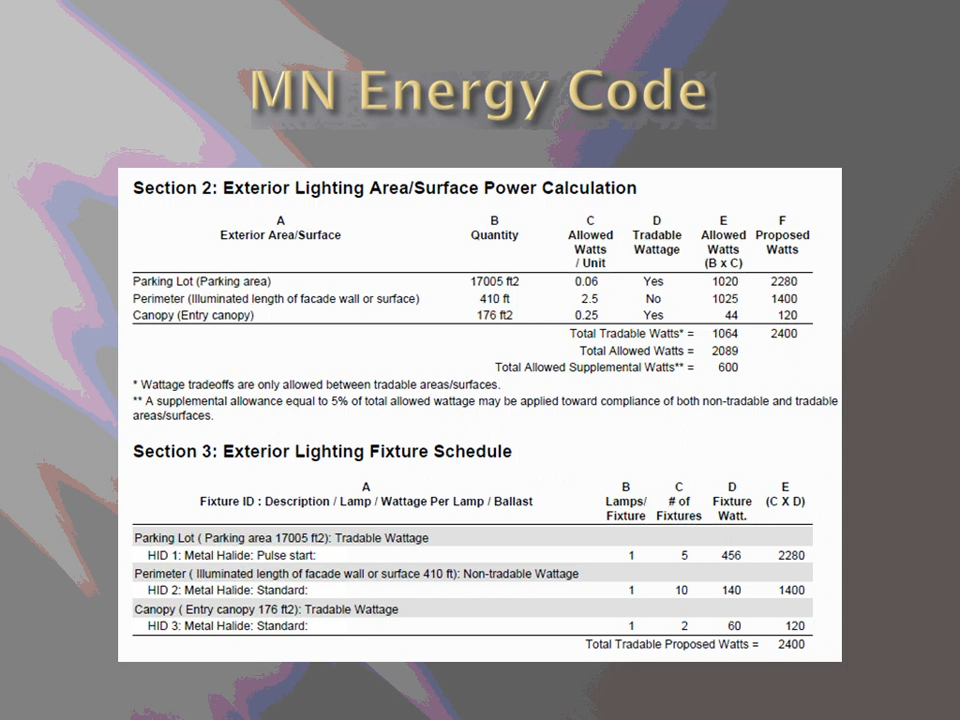 MN Energy Code
Section 2: Exterior Lighting Area/Surface Power Calculation
A B C D E F
Exterior Area/Surface Quantity Allowed Tradable Allowed Proposed
Watts Wattage Watts Watts
/ Unit (B x C)
Parking Lot (Parking area) 17005 ft2 0.06 Yes 1020 2280
Perimeter (Illuminated length of facade wall or surface) 410 ft 2.5 No 1025 1400
Canopy (Entry canopy) 176 ft2 0.25 Yes 44 120
Total Tradable Watts* = 1064 2400
Total Allowed Watts = 2089
Total Allowed Supplemental Watts** = 600
* Wattage tradeoffs are only allowed between tradable areas/surfaces.
** A supplemental allowance equal to 5% of total allowed wattage may be applied toward compliance of both non-tradable and tradable
areas/surfaces.
Section 3: Exterior Lighting Fixture Schedule
A B C D E
Fixture ID : Description / Lamp / Wattage Per Lamp / Ballast Lamps/ # of Fixture (C X D)
Fixture Fixtures Watt.
Parking Lot ( Parking area 17005 ft2): Tradable Wattage
HID 1: Metal Halide: Pulse start: 1 5 456 2280
Perimeter ( Illuminated length of facade wall or surface 410 ft): Non-tradable Wattage
HID 2: Metal Halide: Standard: 1 10 140 1400
Canopy ( Entry canopy 176 ft2): Tradable Wattage
HID 3: Metal Halide: Standard: 1 2 60 120
Total Tradable Proposed Watts = 2400